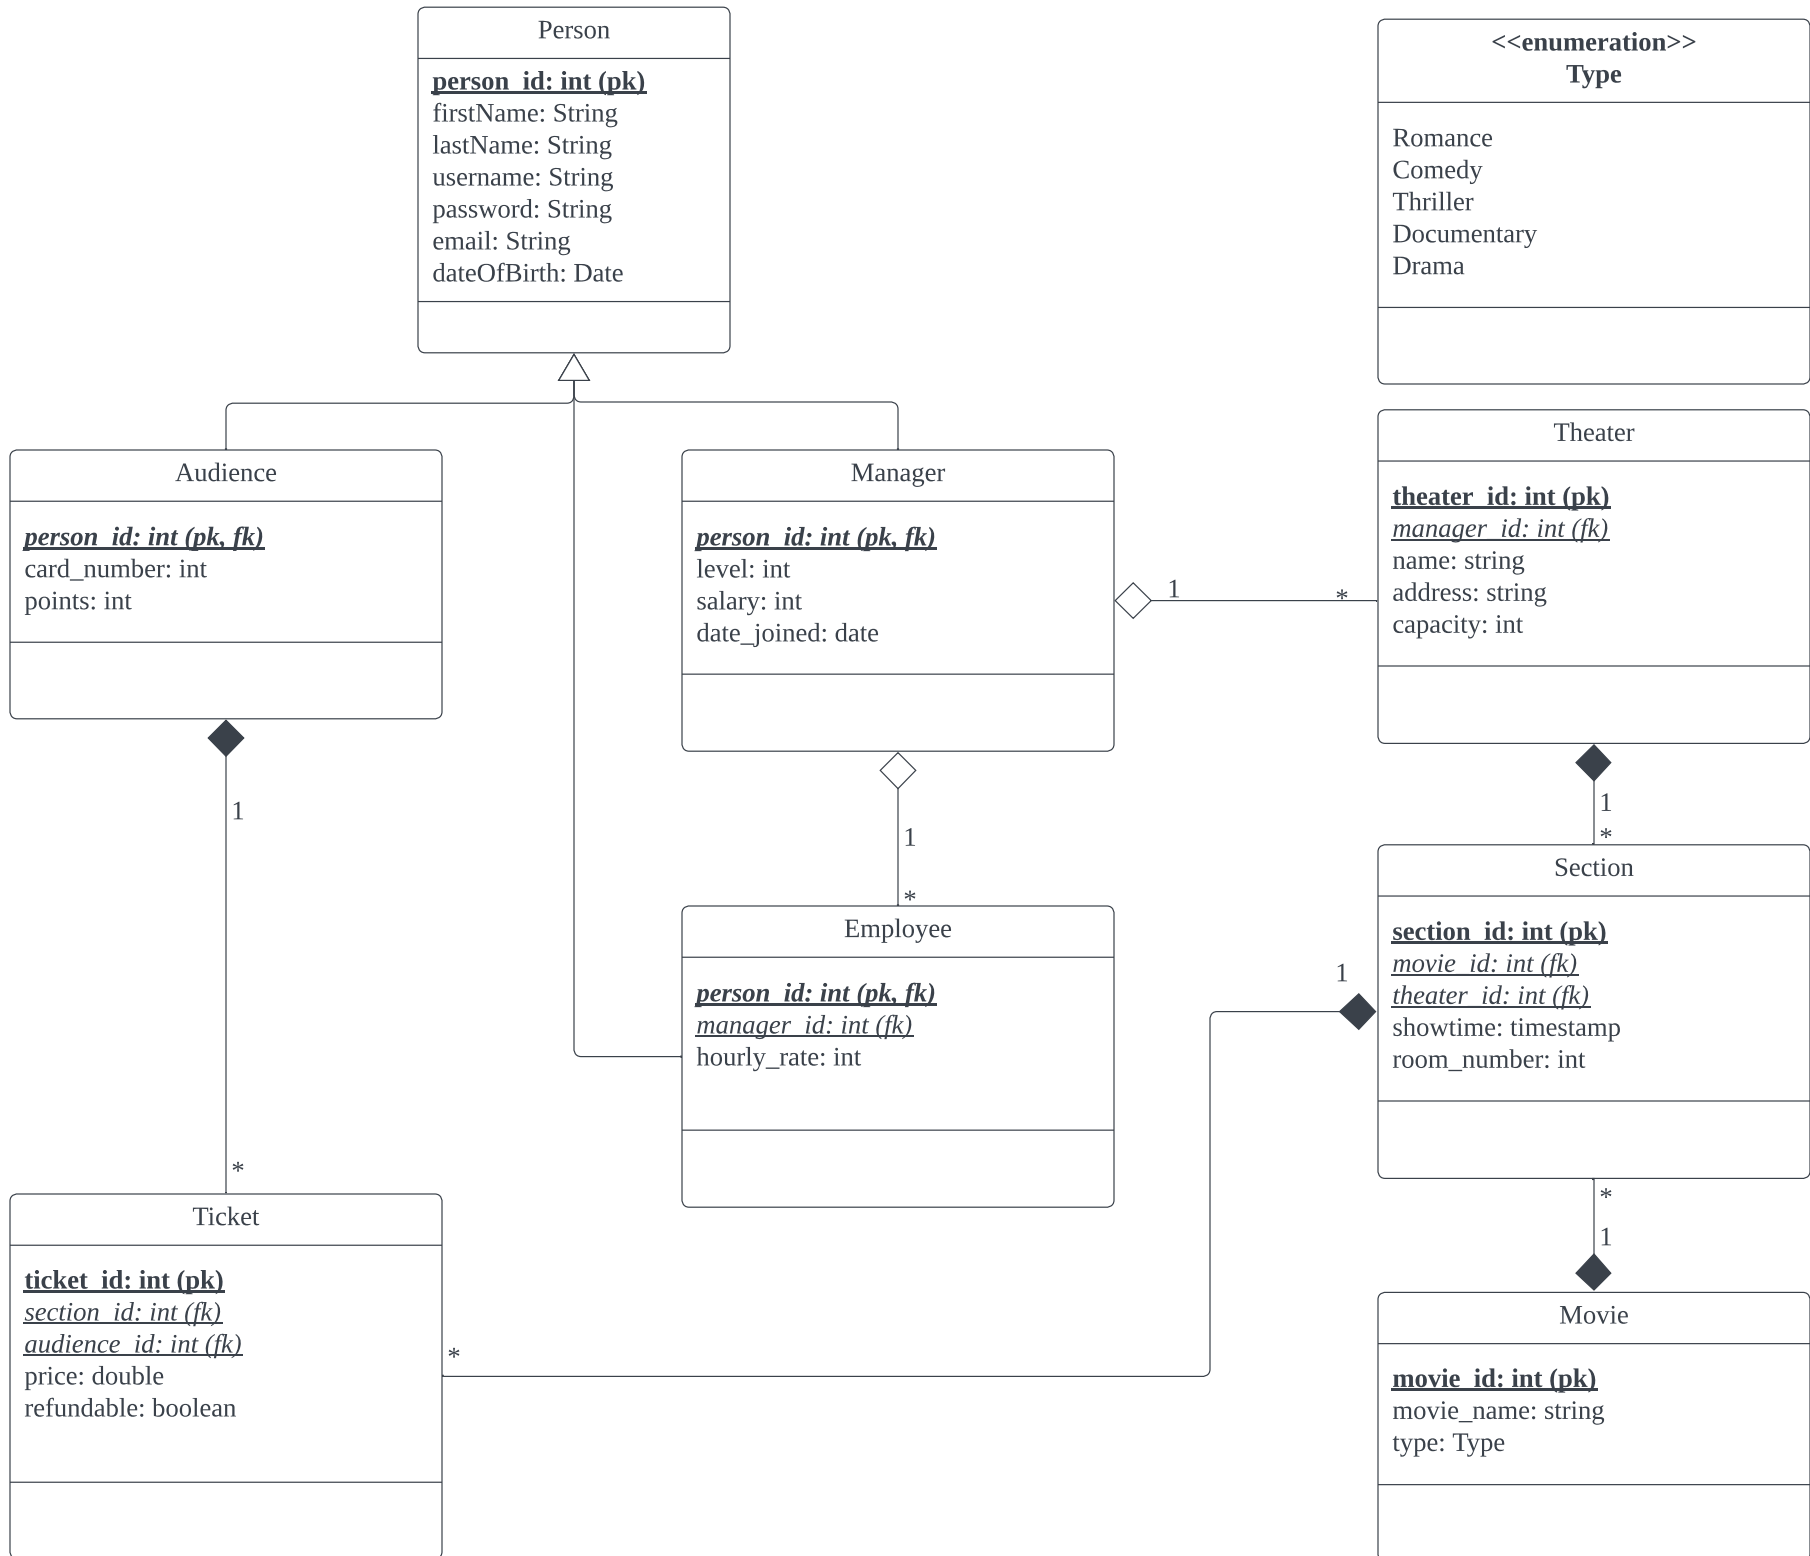 Person
person_id: int (pk)
firstName: String
lastName: String
username: String
password: String
email: String
dateOfBirth: Date
<<enumeration>>
Type
Romance
Comedy
Thriller
Documentary
Drama
Audience
person_id: int (pk, fk)
card_number: int
points: int
Manager
person_id: int (pk, fk)
level: int
salary: int
date_joined: date
1
*
Theater
theater_id: int (pk)
manager_id: int (fk)
name: string
address: string
capacity: int
1
*
1
*
1
*
Employee
person_id: int (pk, fk)
manager_id: int (fk)
hourly_rate: int
1
Section
section_id: int (pk)
movie_id: int (fk)
theater_id: int (fk)
showtime: timestamp
room_number: int
*
1
Ticket
ticket_id: int (pk)
section_id: int (fk)
audience_id: int (fk)
price: double
refundable: boolean
*
Movie
movie_id: int (pk)
movie_name: string
type: Type